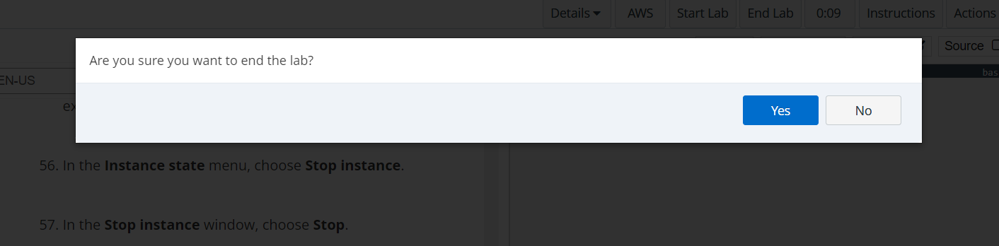 Details AWS Start Lab End Lab 0:09 Instructions Actions
Source
Are you sure you want to end the lab?
EN-US
bas
ex
Yes No
56. In the Instance state menu, choose Stop instance.
57. In the Stop instance window, choose Stop.